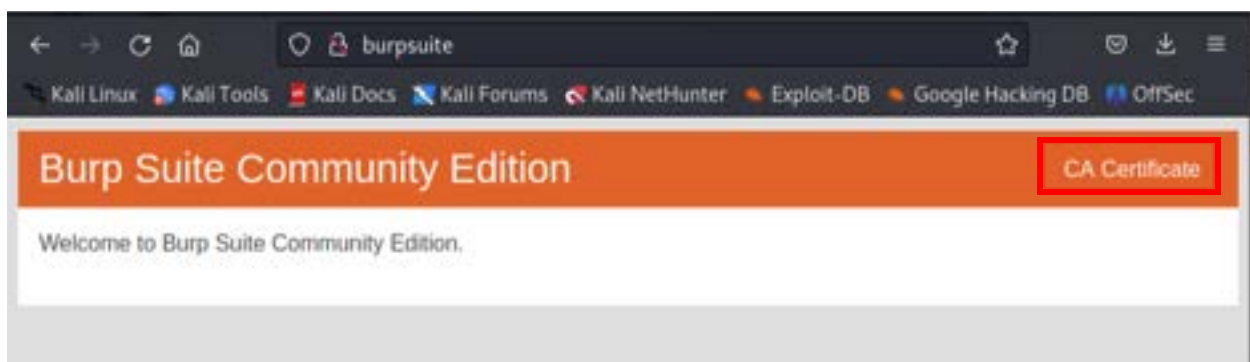 burpsuite
Kali Linux Kali Tools Kali Docs Kali Forums Kali NetHunter Exploit-DB Google Hacking DB OffSec
Burp Suite Community Edition CA Certificate
Welcome to Burp Suite Community Edition.